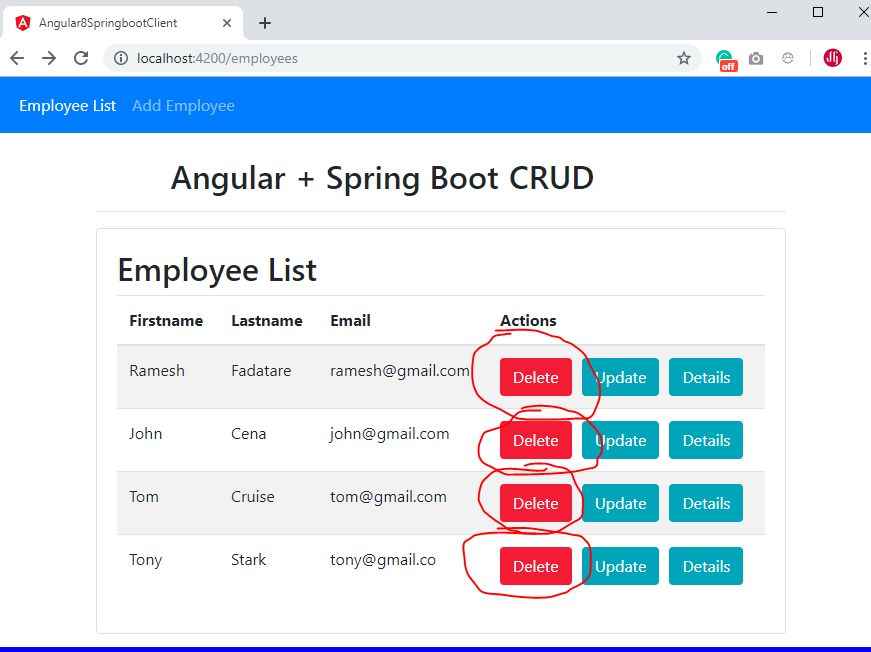 Angular8SpringbootClient
localhost:4200/employees
off
Employee List Add Employee
Angular + Spring Boot CRUD
Employee List
Firstname Lastname Email Actions
Ramesh Fadatare ramesh@gmail.com Delete Update Details
John Cena john@gmail.com Delete Update Details
Tom Cruise tom@gmail.com Delete Update Details
Tony Stark tony@gmail.co Delete Update Details